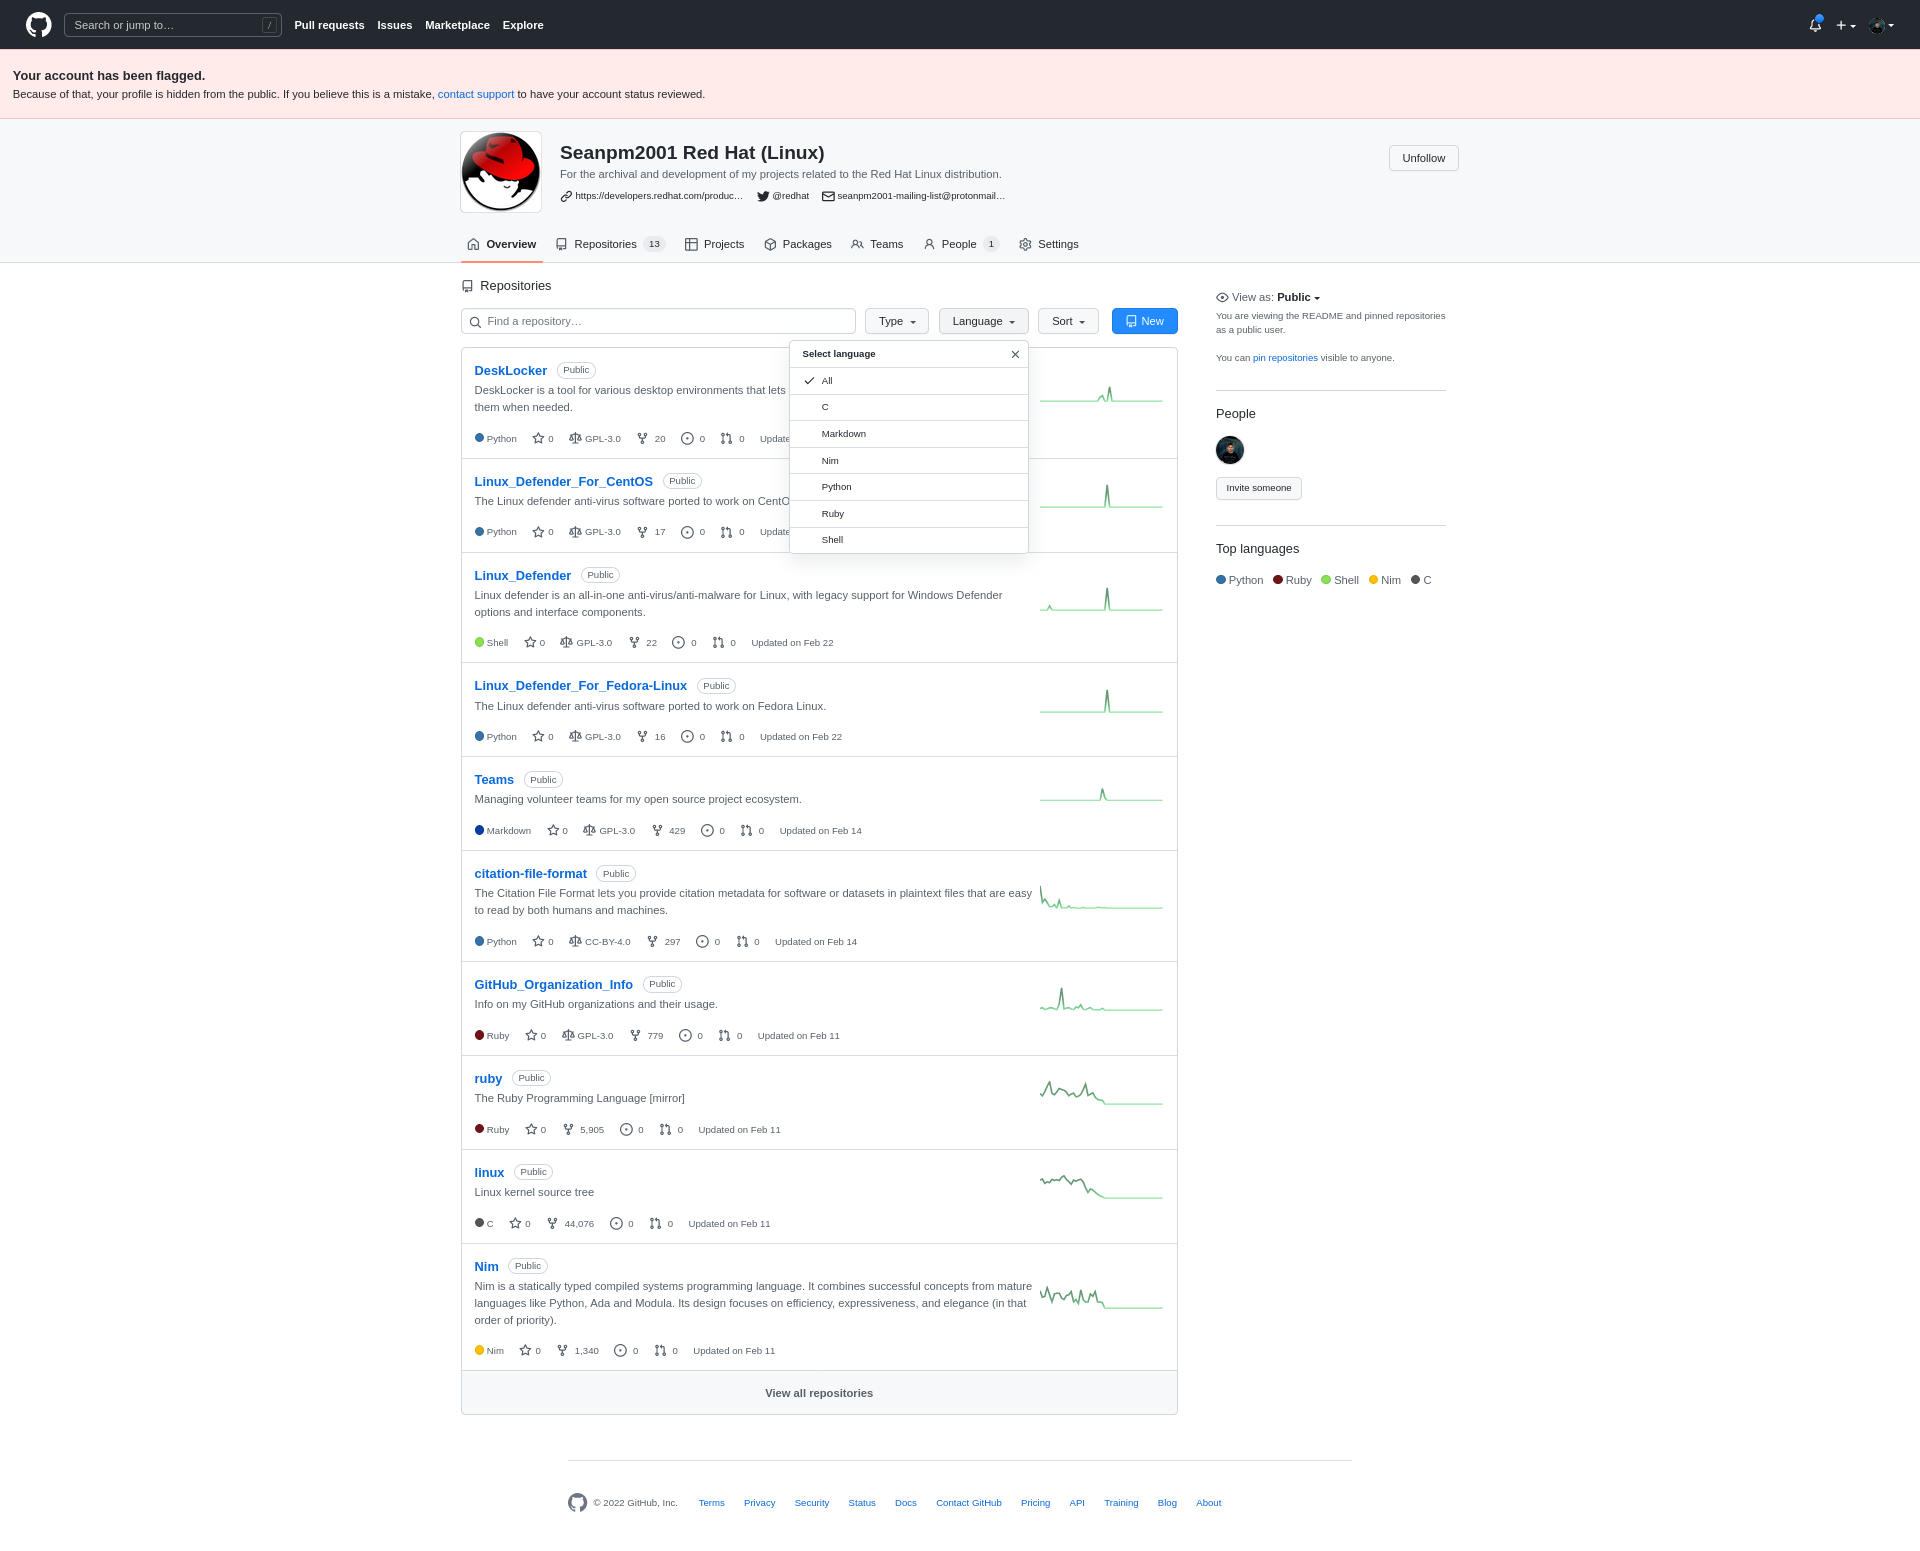 Search or jump to…
/
Pull requests Issues Marketplace Explore
Your account has been flagged.
Because of that, your profile is hidden from the public. If you believe this is a mistake, contact support to have your account status reviewed.
Seanpm2001 Red Hat (Linux)
Unfollow
For the archival and development of my projects related to the Red Hat Linux distribution.
https://developers.redhat.com/produc… @redhat seanpm2001-mailing-list@protonmail…
Overview Repositories 13 Projects Packages Teams People 1 Settings
Repositories
Find a repository…
Type Language Sort New
Select language
All
C
Markdown
Nim
Python
Ruby
Shell
DeskLocker Public
DeskLocker is a tool for various desktop environments that lets
them when needed.
Python 0 GPL-3.0 20 0 0 Update
Linux_Defender_For_CentOS Public
The Linux defender anti-virus software ported to work on CentO
Python 0 GPL-3.0 17 0 0 Update
Linux_Defender Public
Linux defender is an all-in-one anti-virus/anti-malware for Linux, with legacy support for Windows Defender
options and interface components.
Shell 0 GPL-3.0 22 0 0 Updated on Feb 22
Linux_Defender_For_Fedora-Linux Public
The Linux defender anti-virus software ported to work on Fedora Linux.
Python 0 GPL-3.0 16 0 0 Updated on Feb 22
Teams Public
Managing volunteer teams for my open source project ecosystem.
Markdown 0 GPL-3.0 429 0 0 Updated on Feb 14
citation-file-format Public
The Citation File Format lets you provide citation metadata for software or datasets in plaintext files that are easy
to read by both humans and machines.
Python 0 CC-BY-4.0 297 0 0 Updated on Feb 14
GitHub_Organization_Info Public
Info on my GitHub organizations and their usage.
Ruby 0 GPL-3.0 779 0 0 Updated on Feb 11
ruby Public
The Ruby Programming Language [mirror]
Ruby 0 5,905 0 0 Updated on Feb 11
linux Public
Linux kernel source tree
C 0 44,076 0 0 Updated on Feb 11
Nim Public
Nim is a statically typed compiled systems programming language. It combines successful concepts from mature
languages like Python, Ada and Modula. Its design focuses on efficiency, expressiveness, and elegance (in that
order of priority).
Nim 0 1,340 0 0 Updated on Feb 11
View all repositories
View as: Public
You are viewing the README and pinned repositories
as a public user.
You can pin repositories visible to anyone.
People
Invite someone
Top languages
Python Ruby Shell Nim C
© 2022 GitHub, Inc. Terms Privacy Security Status Docs Contact GitHub Pricing API Training Blog About